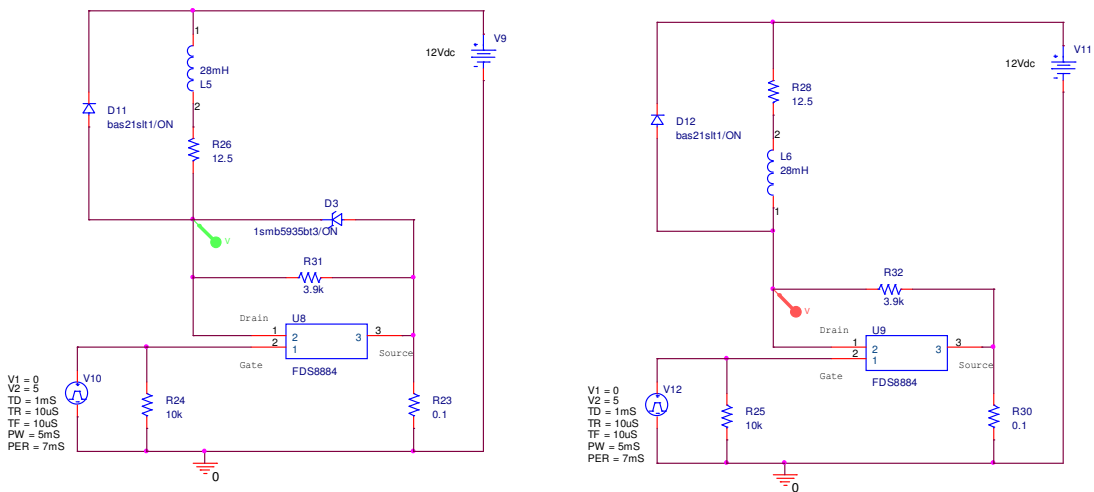 1
28mH
L5
2
V9
12Vdc
D11
bas21slt1/ON
R26
12.5
D3
1smb5935bt3/ON
V
R31
3.9k
Drain
U8
1
2
2
1
3
3
Gate
Source
FDS8884
V10
V1 = 0
V2 = 5
TD = 1mS
TR = 10uS
TF = 10uS
PW = 5mS
PER = 7mS
R24
10k
R23
0.1
0
V11
12Vdc
R28
12.5
D12
bas21slt1/ON
2
L6
28mH
1
V
R32
3.9k
Drain
U9
1
2
2
1
3
3
Gate
Source
FDS8884
V12
V1 = 0
V2 = 5
TD = 1mS
TR = 10uS
TF = 10uS
PW = 5mS
PER = 7mS
R25
10k
R30
0.1
0